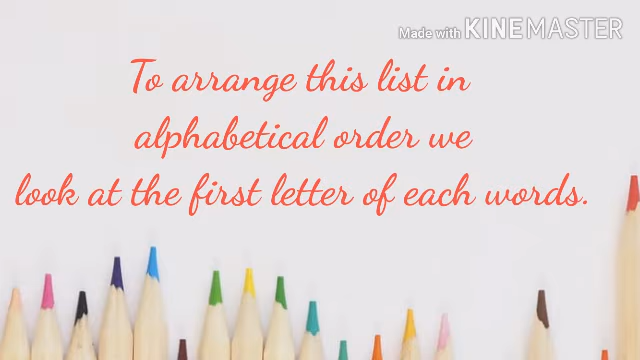 Made with KINEMASTER
To arrange this list in
alphabetical order we
look at the first letter of each words.